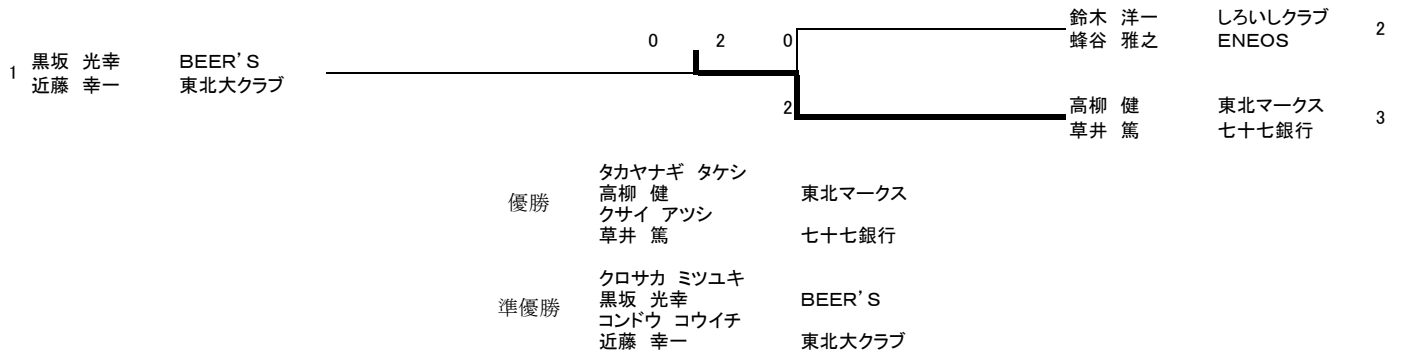 1
黒坂 光幸 BEER'S
近藤 幸一 東北大クラブ
0 2 0
2
鈴木 洋一 しろいしクラブ
蜂谷 雅之 ENEOS
2
高柳 健 東北マークス
草井 篤 七十七銀行
3
優勝
タカヤナギ タケシ
高柳 健 東北マークス
クサイ アツシ
草井 篤 七十七銀行
準優勝
クロサカ ミツユキ
黒坂 光幸 BEER'S
コンドウ コウイチ
近藤 幸一 東北大クラブ